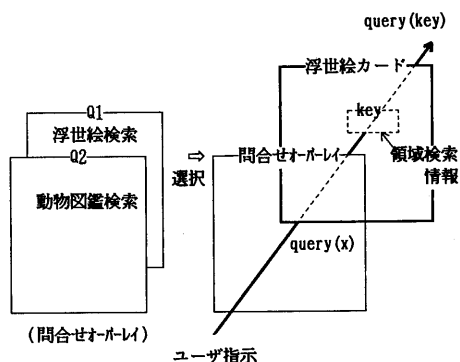 query(key)
浮世絵カード
key
Q1
浮世絵検索
Q2
動物図鑑検索
⇨
選択
問合せオーバーレイ
領域検索
情報
query(x)
(問合せオーバーレイ)
ユーザ指示